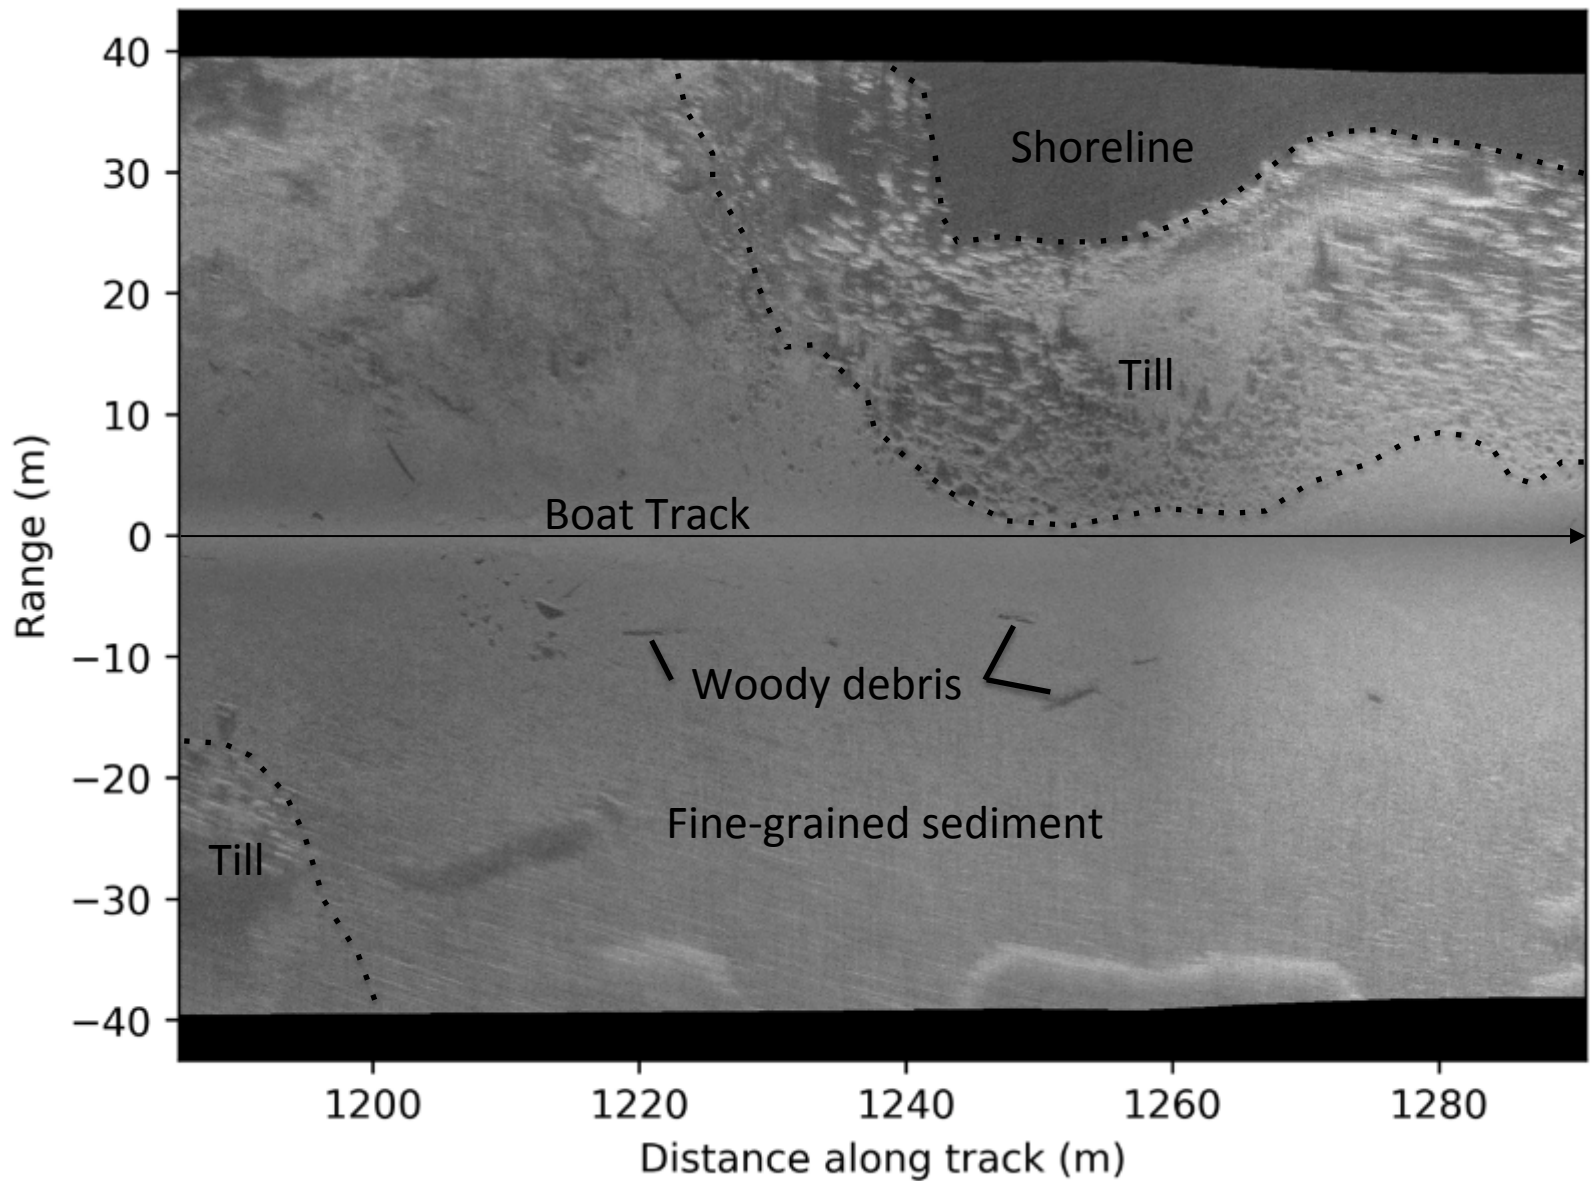 40
30
20
10
0
−10
−20
−30
−40
Range (m)
Shoreline
Till
Boat Track
Woody debris
Fine-grained sediment
Till
1200 1220 1240 1260 1280
Distance along track (m)